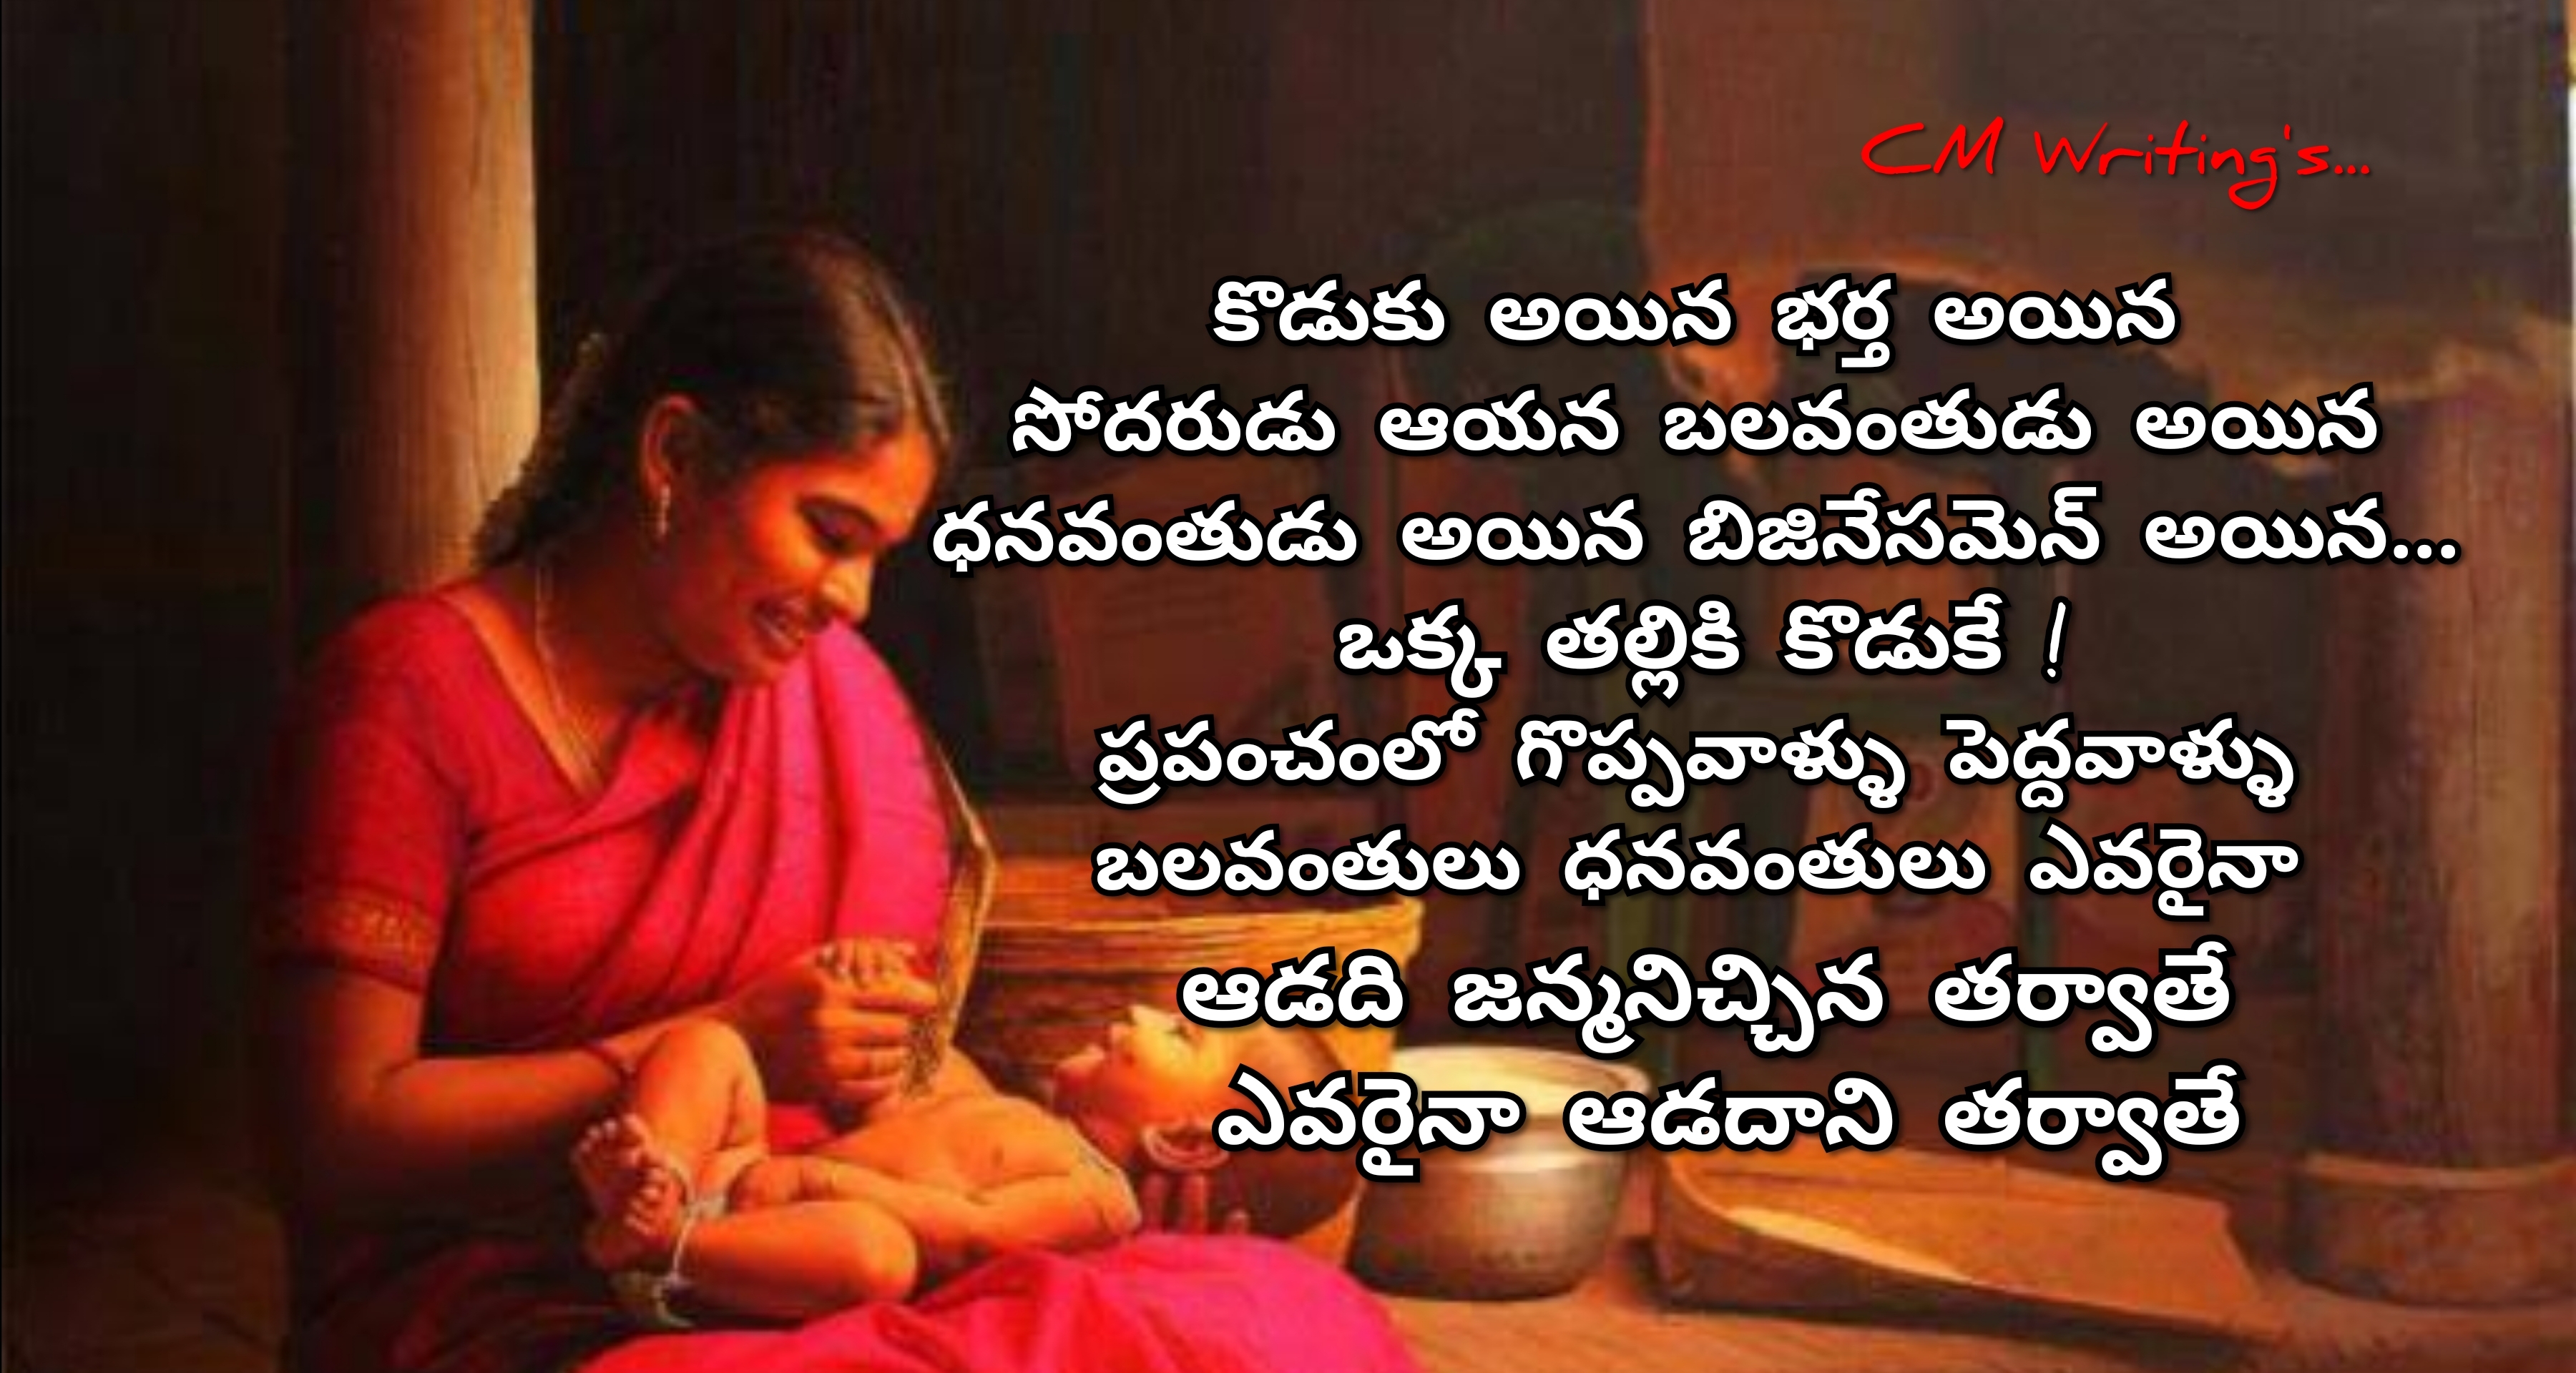 CM Writing's...
కొడుకు అయిన భర్త అయిన
సోదరుడు ఆయన బలవంతుడు అయిన
ధనవంతుడు అయిన బిజినేసమెన్ అయిన...
ఒక్క తల్లికి కొడుకే !
ప్రపంచంలో గొప్పవాళ్ళు పెద్దవాళ్ళు
బలవంతులు ధనవంతులు ఎవరైనా
ఆడది జన్మనిచ్చిన తర్వాతే
ఎవరైనా ఆడదాని తర్వాతే